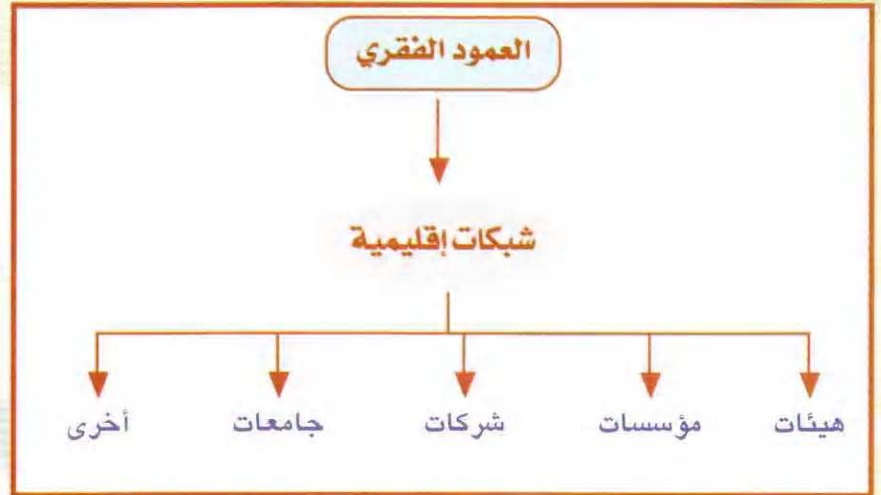 العمود الفقري
شبكات إقليمية
هيئات مؤسسات شركات جامعات أخرى